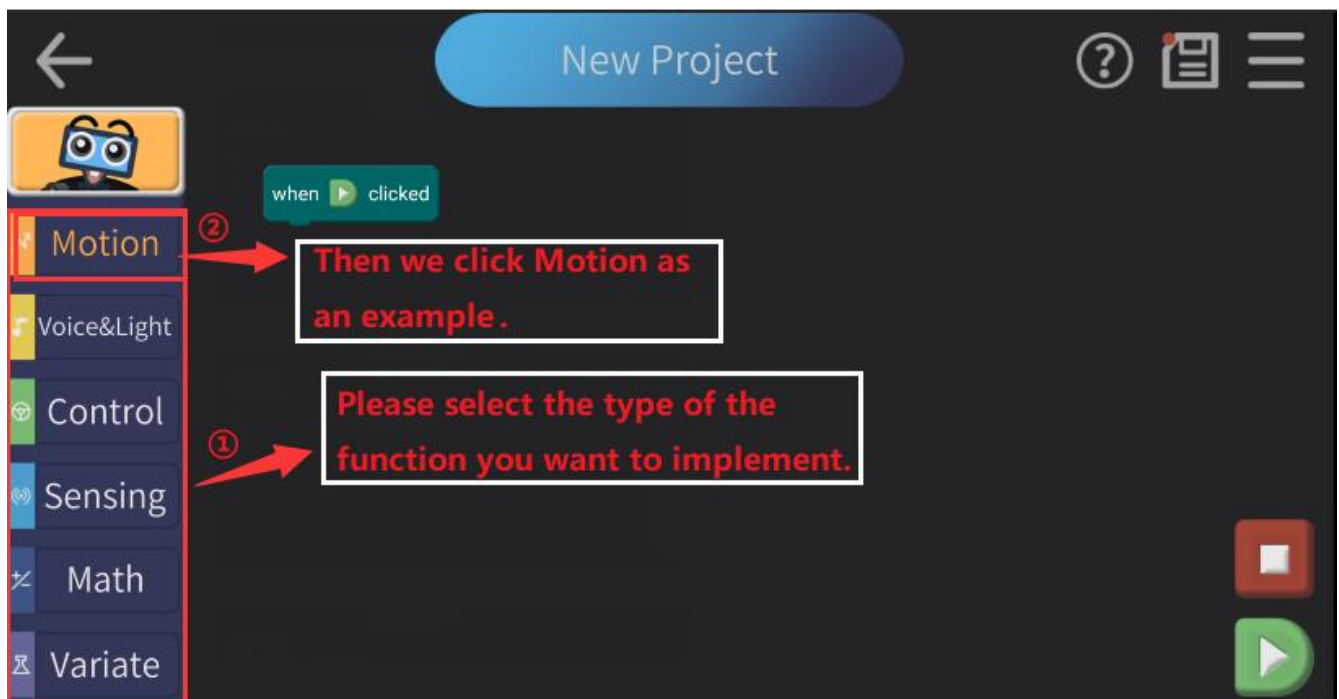 New Project
?
when clicked
Motion
②
Then we click Motion as
an example.
Voice&Light
Please select the type of the
Control
①
function you want to implement.
Sensing
Math
Variate